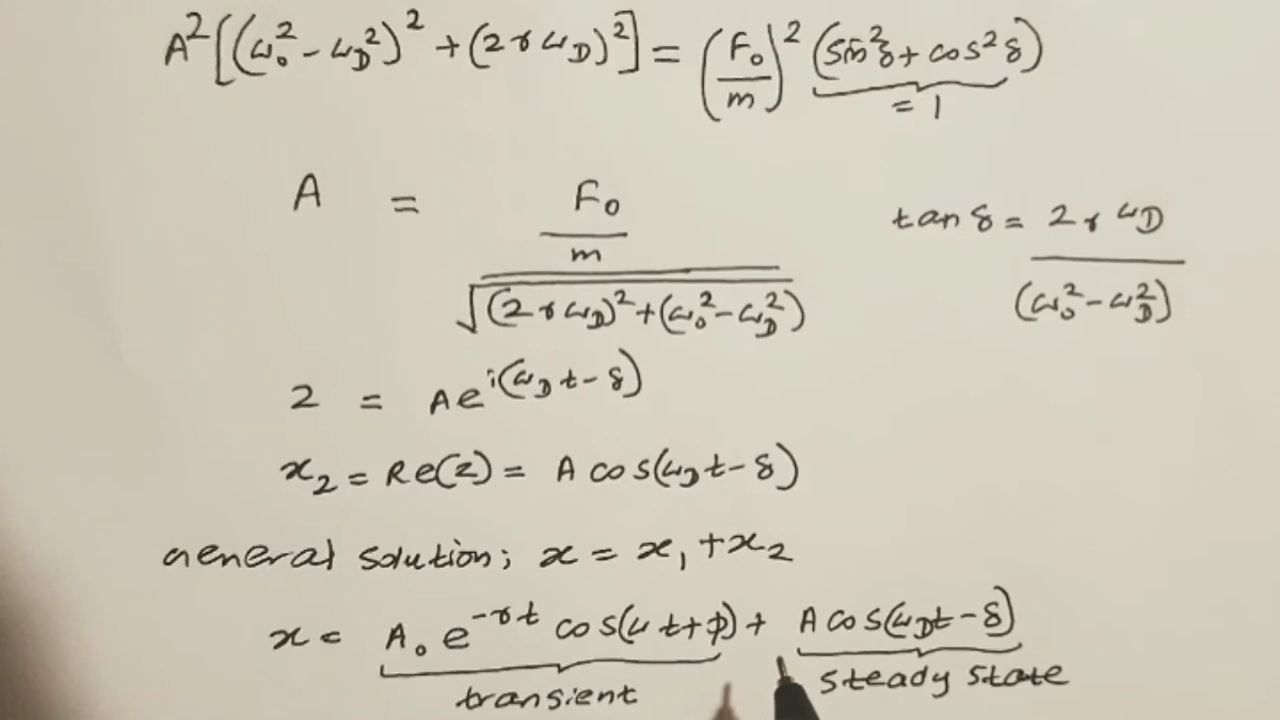 A²[(ω₀² - ω_D²)² + (2γω_D)²] = (F₀/m)² (sin²δ + cos²δ)
= 1
A = (F₀/m) / √((2γω_D)² + (ω₀² - ω_D²))
tan δ = 2γω_D / (ω₀² - ω_D²)
z = Ae^{i(ω_D t - δ)}
x₂ = Re(z) = A cos(ω_D t - δ)
General solution; x = x₁ + x₂
x = A₀e^{-γt} cos(ωt + φ) + A cos(ω_D t - δ)
transient steady state